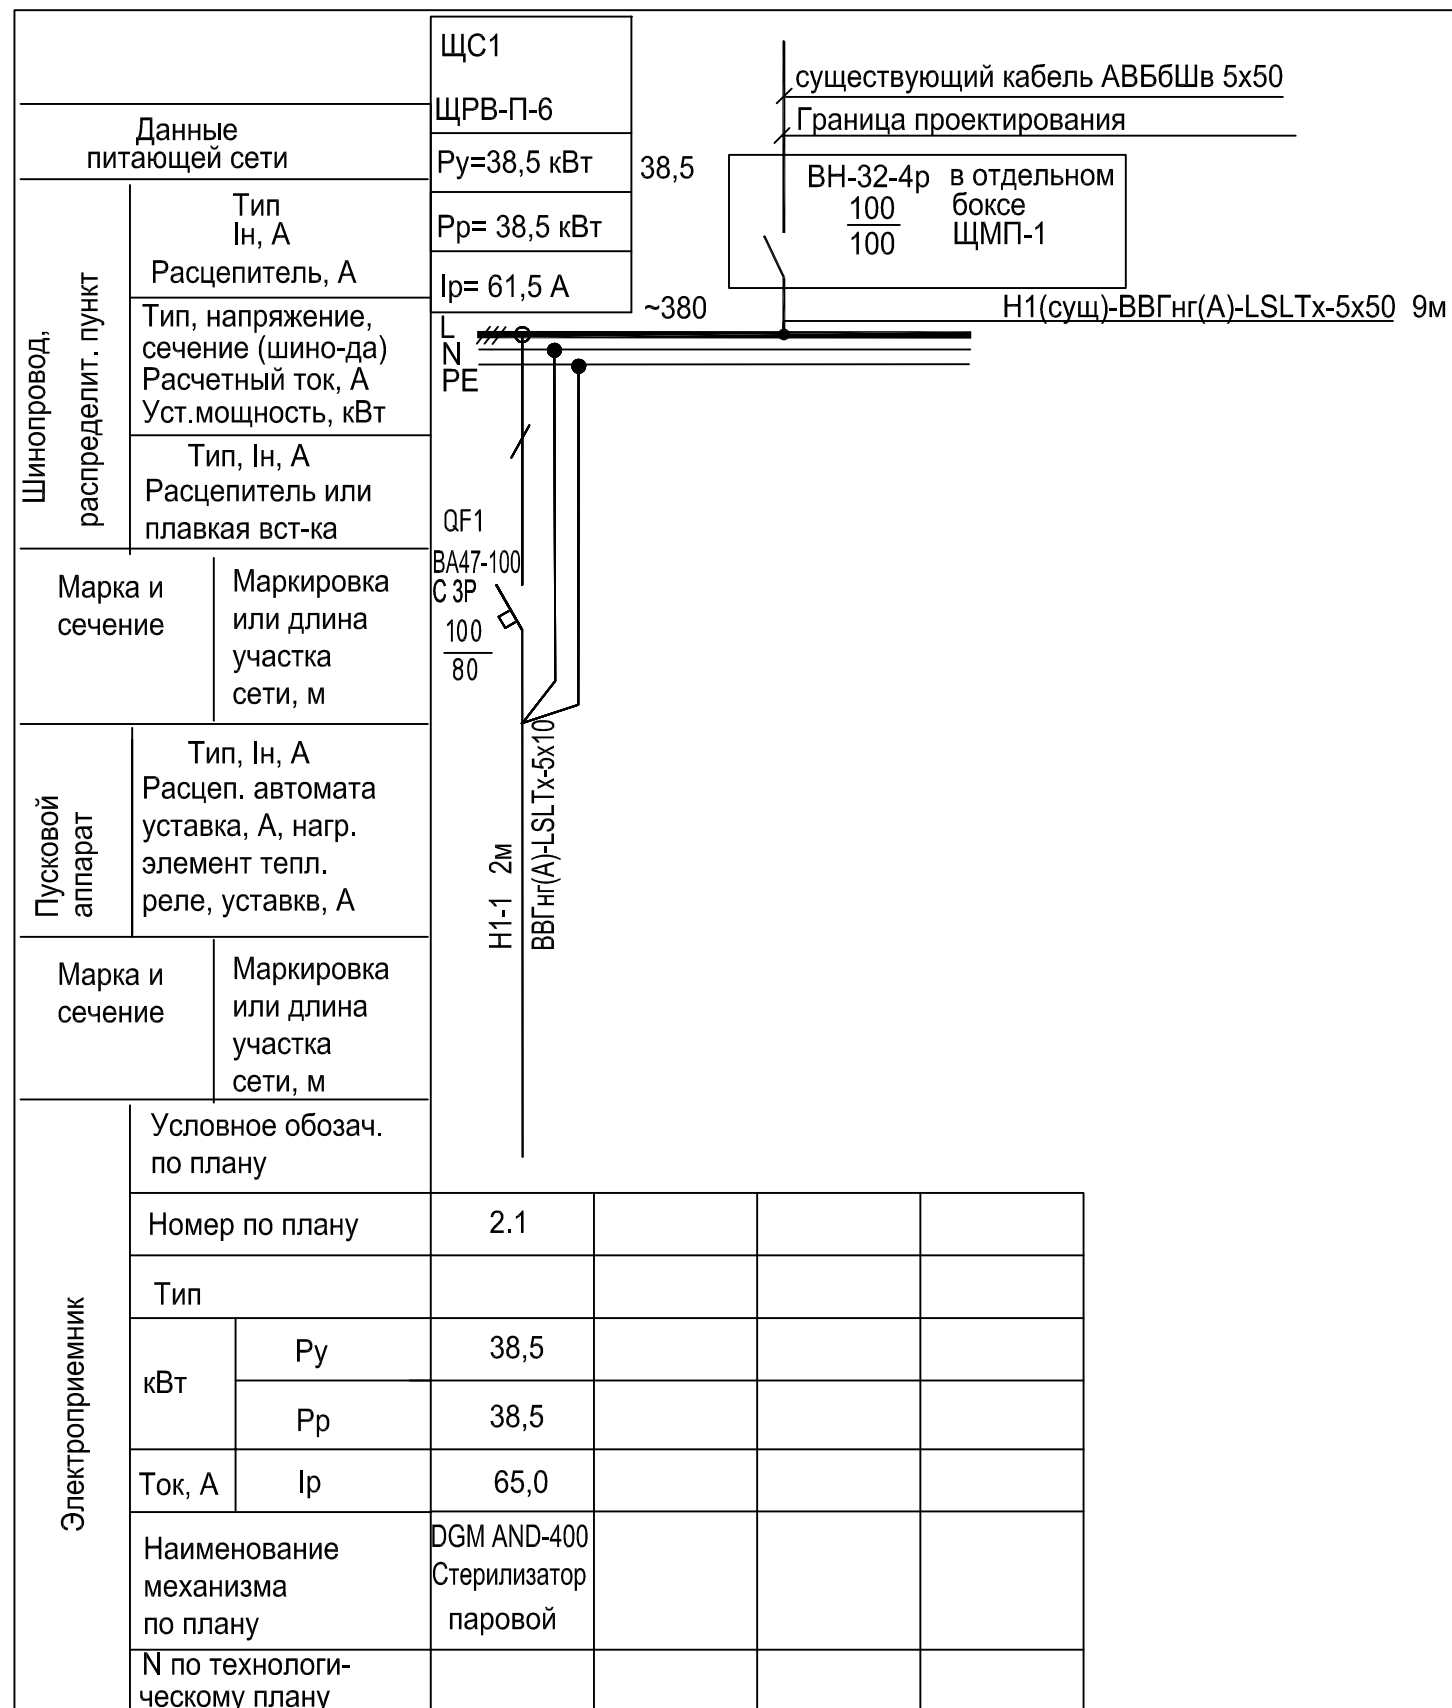 ЩС1
ЩРВ-П-6
Ру=38,5 кВт
38,5
Рр= 38,5 кВт
Iр= 61,5 А
~380
существующий кабель АВБбШв 5х50
Граница проектирования
ВН-32-4р в отдельном
100 боксе
100 ЩМП-1
Н1(сущ)-ВВГнг(А)-LSLTx-5х50 9м
Данные
питающей сети
Шинопровод,
распределит. пункт
Тип
Iн, А
Расцепитель, А
Тип, напряжение,
сечение (шино-да)
Расчетный ток, А
Уст.мощность, кВт
L
N
PE
Тип, Iн, А
Расцепитель или
плавкая вст-ка
QF1
ВА47-100
С 3Р
100
80
Марка и
сечение
Маркировка
или длина
участка
сети, м
Пусковой
аппарат
Тип, Iн, А
Расцеп. автомата
уставка, А, нагр.
элемент тепл.
реле, уставкв, А
Н1-1 2м
ВВГнг(А)-LSLTx-5х10
Марка и
сечение
Маркировка
или длина
участка
сети, м
Электроприемник
Условное обозач.
по плану
Номер по плану
2.1
Тип
кВт
Ру
38,5
Рр
38,5
Ток, А
Iр
65,0
Наименование
механизма
по плану
DGM AND-400
Стерилизатор
паровой
N по технологи-
ческому плану